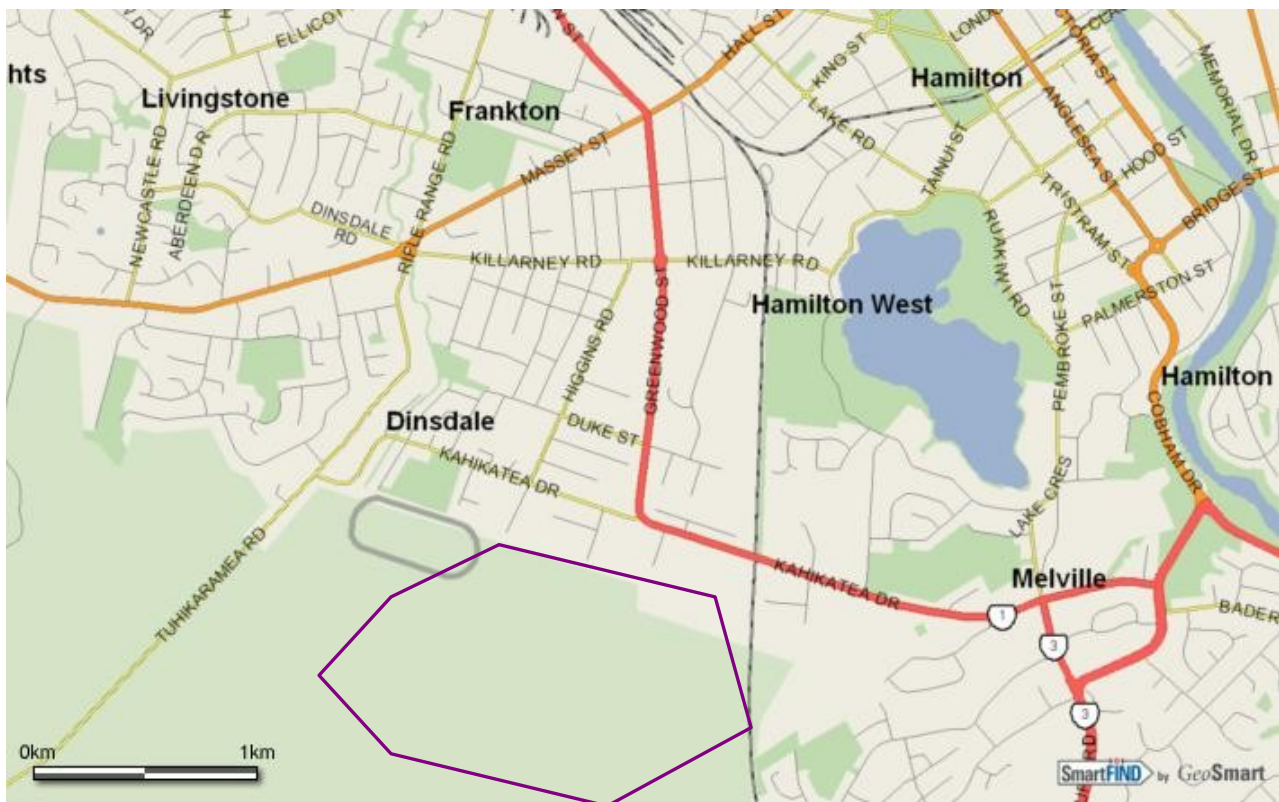 ELLICOT
hts
Livingstone
Frankton
NEWCASTLE RD
ABERDEEN DR
RIFLE RANGE RD
MASSEY ST
HALL ST
KING ST
LAKE RD
Hamilton
TAINUI ST
ANGLESEA ST
HOOD ST
MEMORIAL DR
TRISTRAM ST
BRIDGE ST
DINSDALE
RD
KILLARNEY RD
KILLARNEY RD
RUAKIWI RD
Hamilton West
PALMERSTON ST
PEMBROKE ST
GREENWOOD ST
HIGGINS RD
Hamilton
Dinsdale
DUKE ST
COBHAM DR
KAHIKATEA DR
LAKE CRES
TUHIKARAMEA RD
KAHIKATEA DR
Melville
BADER
1
3
3
0km
1km
SmartFIND by GeoSmart